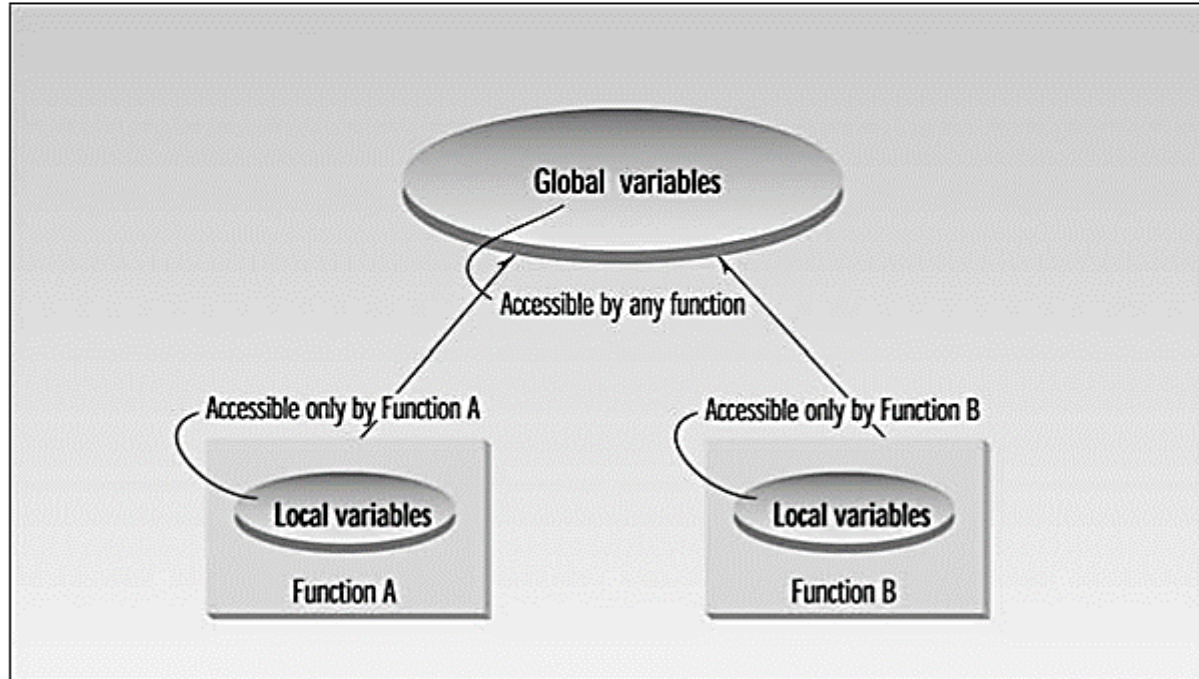 Global variables
Accessible by any function
Accessible only by Function A
Accessible only by Function B
Local variables
Local variables
Function A
Function B